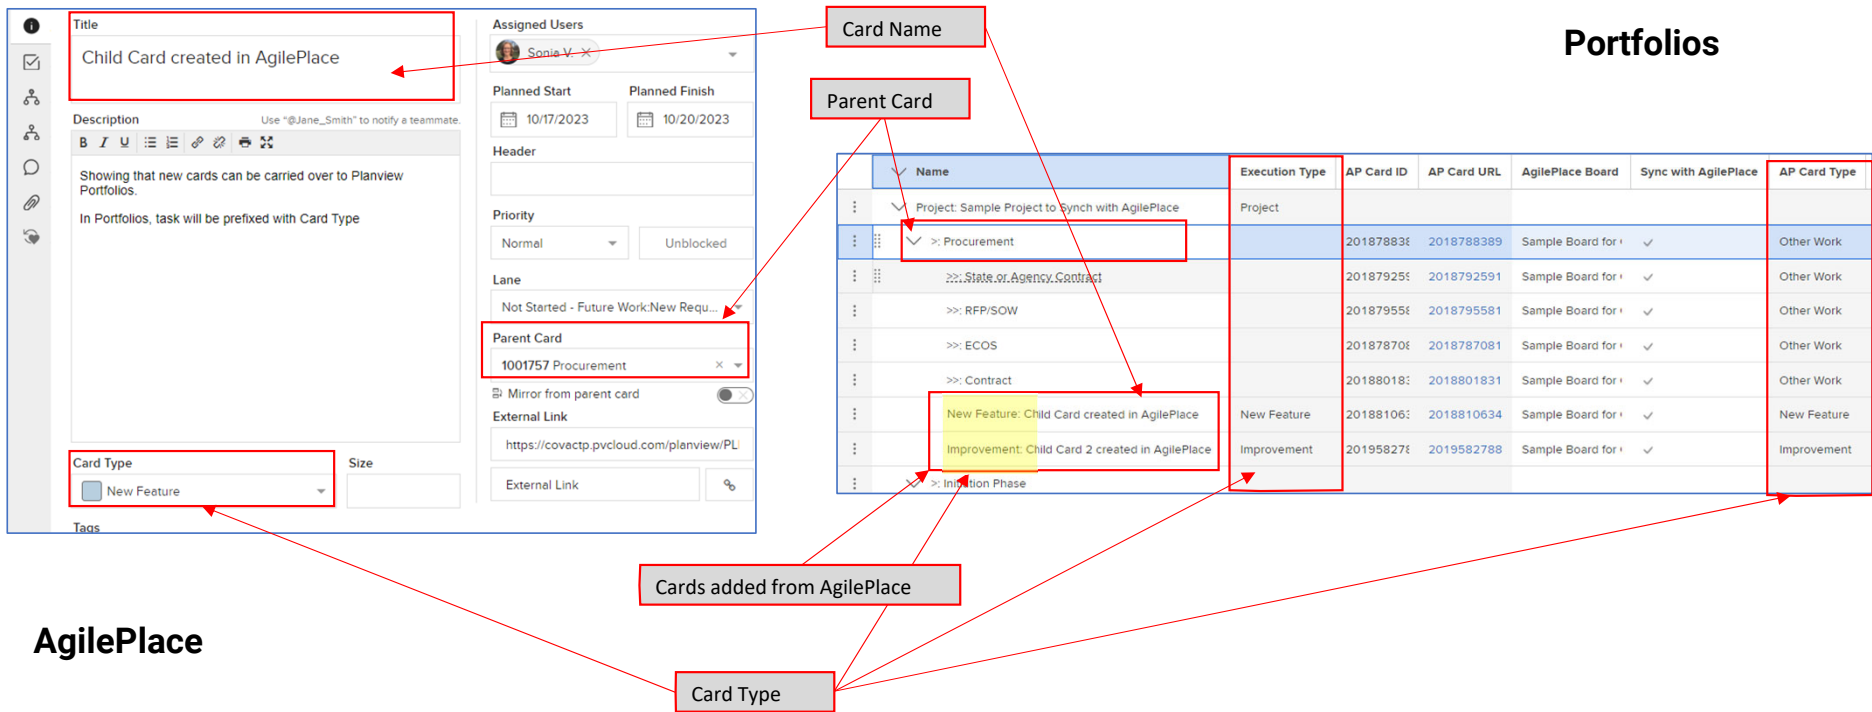 Title
Child Card created in AgilePlace
Description
Use "@Jane_Smith" to notify a teammate.
B I U
Showing that new cards can be carried over to Planview
Portfolios.
In Portfolios, task will be prefixed with Card Type
Card Type
New Feature
Size
Tags
Assigned Users
Sonia V.
Planned Start
Planned Finish
10/17/2023
10/20/2023
Header
Priority
Normal
Unblocked
Lane
Not Started - Future Work:New Requ...
Parent Card
1001757 Procurement
Mirror from parent card
External Link
https://covactp.pvcloud.com/planview/PL
External Link
Card Name
Parent Card
Portfolios
Name Execution Type AP Card ID AP Card URL AgilePlace Board Sync with AgilePlace AP Card Type
Project: Sample Project to Synch with AgilePlace Project
>: Procurement 20187883 2018788389 Sample Board for Other Work
>>: State or Agency Contract 20187925 2018792591 Sample Board for Other Work
>>: RFP/SOW 20187955 2018795581 Sample Board for Other Work
>>: ECOS 20187870 2018787081 Sample Board for Other Work
>>: Contract 20188018 2018801831 Sample Board for Other Work
New Feature: Child Card created in AgilePlace New Feature 20188106 2018810634 Sample Board for New Feature
Improvement: Child Card 2 created in AgilePlace Improvement 20195827 2019582788 Sample Board for Improvement
>: Initiation Phase
Cards added from AgilePlace
AgilePlace
Card Type